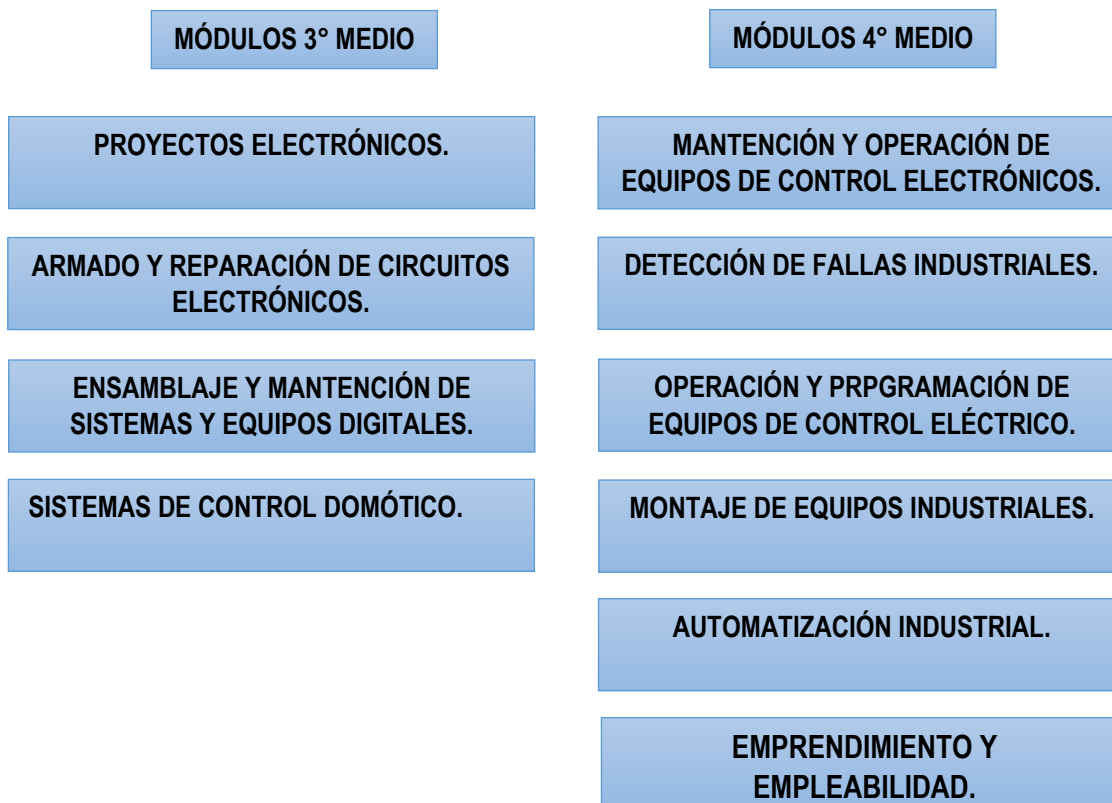 MÓDULOS 3° MEDIO
PROYECTOS ELECTRÓNICOS.
ARMADO Y REPARACIÓN DE CIRCUITOS
ELECTRÓNICOS.
ENSAMBLAJE Y MANTENCIÓN DE
SISTEMAS Y EQUIPOS DIGITALES.
SISTEMAS DE CONTROL DOMÓTICO.
MÓDULOS 4° MEDIO
MANTENCIÓN Y OPERACIÓN DE
EQUIPOS DE CONTROL ELECTRÓNICOS.
DETECCIÓN DE FALLAS INDUSTRIALES.
OPERACIÓN Y PRPGRAMACIÓN DE
EQUIPOS DE CONTROL ELÉCTRICO.
MONTAJE DE EQUIPOS INDUSTRIALES.
AUTOMATIZACIÓN INDUSTRIAL.
EMPRENDIMIENTO Y
EMPLEABILIDAD.